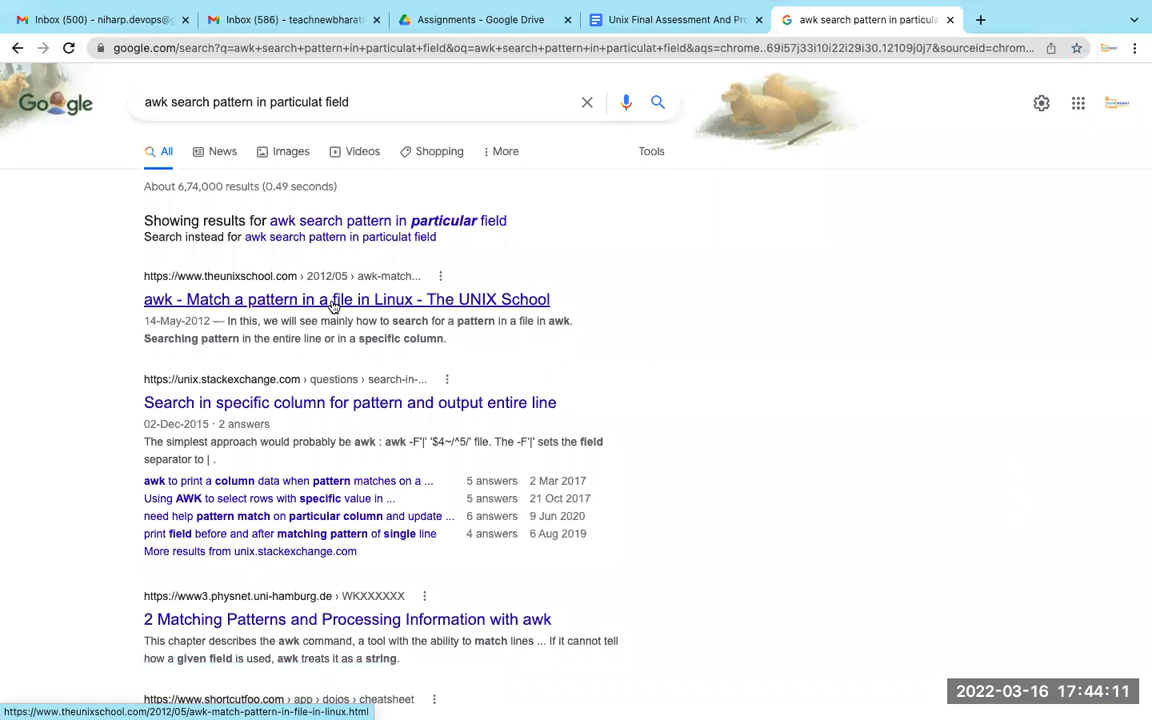 Inbox (500) - niharp.devops@g
Inbox (586) - teachnewbharate
Assignments - Google Drive
Unix Final Assessment And Pro
awk search pattern in particula
google.com/search?q=awk+search+pattern+in+particulat+field&oq=awk+search+pattern+in+particulat+field&aqs=chrome..69i57j33i10i22i29i30.12109j0j7&sourceid=chrom...
Google
awk search pattern in particulat field
All
News
Images
Videos
Shopping
More
Tools
About 6,74,000 results (0.49 seconds)
Showing results for awk search pattern in particular field
Search instead for awk search pattern in particulat field
https://www.theunixschool.com › 2012/05 › awk-match...
awk - Match a pattern in a file in Linux - The UNIX School
14-May-2012 — In this, we will see mainly how to search for a pattern in a file in awk.
Searching pattern in the entire line or in a specific column.
https://unix.stackexchange.com › questions › search-in-...
Search in specific column for pattern and output entire line
02-Dec-2015 · 2 answers
The simplest approach would probably be awk : awk -F'|' '$4~/^5/' file. The -F'|' sets the field
separator to | .
awk to print a column data when pattern matches on a ... 5 answers 2 Mar 2017
Using AWK to select rows with specific value in ... 5 answers 21 Oct 2017
need help pattern match on particular column and update ... 6 answers 9 Jun 2020
print field before and after matching pattern of single line 4 answers 6 Aug 2019
More results from unix.stackexchange.com
https://www3.physnet.uni-hamburg.de › WKXXXXXX
2 Matching Patterns and Processing Information with awk
This chapter describes the awk command, a tool with the ability to match lines ... If it cannot tell
how a given field is used, awk treats it as a string.
https://www.shortcutfoo.com › app › dojos › cheatsheet
2022-03-16 17:44:11
https://www.theunixschool.com/2012/05/awk-match-pattern-in-file-in-linux.html